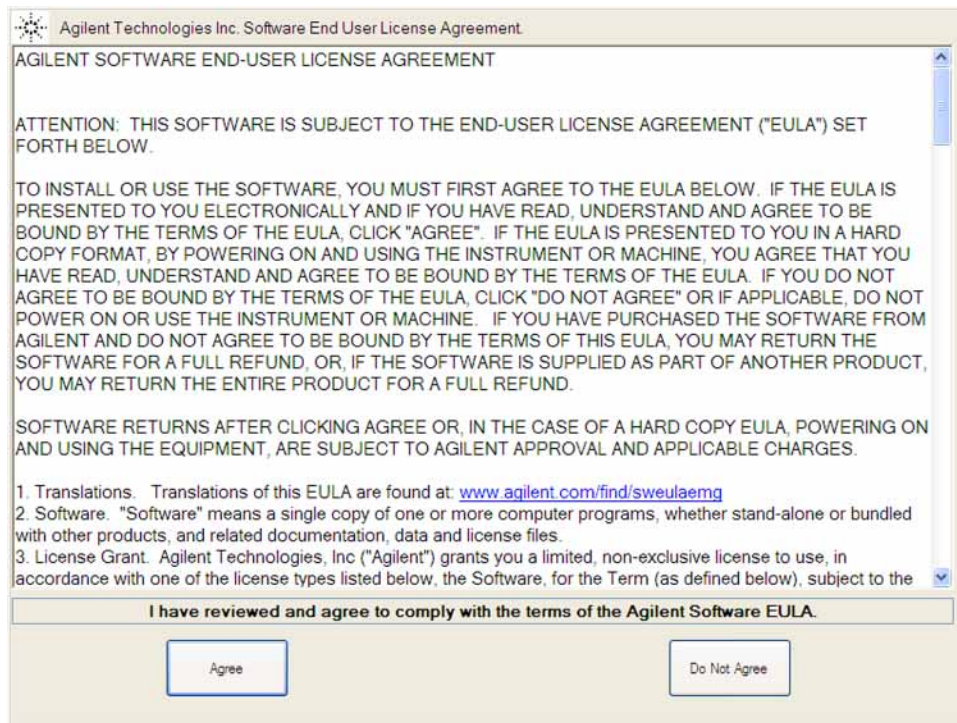 Agilent Technologies Inc. Software End User License Agreement.
AGILENT SOFTWARE END-USER LICENSE AGREEMENT
ATTENTION:  THIS SOFTWARE IS SUBJECT TO THE END-USER LICENSE AGREEMENT ("EULA") SET
FORTH BELOW.
TO INSTALL OR USE THE SOFTWARE, YOU MUST FIRST AGREE TO THE EULA BELOW.  IF THE EULA IS
PRESENTED TO YOU ELECTRONICALLY AND IF YOU HAVE READ, UNDERSTAND AND AGREE TO BE
BOUND BY THE TERMS OF THE EULA, CLICK "AGREE".  IF THE EULA IS PRESENTED TO YOU IN A HARD
COPY FORMAT, BY POWERING ON AND USING THE INSTRUMENT OR MACHINE, YOU AGREE THAT YOU
HAVE READ, UNDERSTAND AND AGREE TO BE BOUND BY THE TERMS OF THE EULA.  IF YOU DO NOT
AGREE TO BE BOUND BY THE TERMS OF THE EULA, CLICK "DO NOT AGREE" OR IF APPLICABLE, DO NOT
POWER ON OR USE THE INSTRUMENT OR MACHINE.   IF YOU HAVE PURCHASED THE SOFTWARE FROM
AGILENT AND DO NOT AGREE TO BE BOUND BY THE TERMS OF THIS EULA, YOU MAY RETURN THE
SOFTWARE FOR A FULL REFUND, OR, IF THE SOFTWARE IS SUPPLIED AS PART OF ANOTHER PRODUCT,
YOU MAY RETURN THE ENTIRE PRODUCT FOR A FULL REFUND.
SOFTWARE RETURNS AFTER CLICKING AGREE OR, IN THE CASE OF A HARD COPY EULA, POWERING ON
AND USING THE EQUIPMENT, ARE SUBJECT TO AGILENT APPROVAL AND APPLICABLE CHARGES.
1. Translations.   Translations of this EULA are found at: www.agilent.com/find/sweulaemg
2. Software.  "Software" means a single copy of one or more computer programs, whether stand-alone or bundled
with other products, and related documentation, data and license files.
3. License Grant.  Agilent Technologies, Inc ("Agilent") grants you a limited, non-exclusive license to use, in
accordance with one of the license types listed below, the Software, for the Term (as defined below), subject to the
I have reviewed and agree to comply with the terms of the Agilent Software EULA.
Agree
Do Not Agree